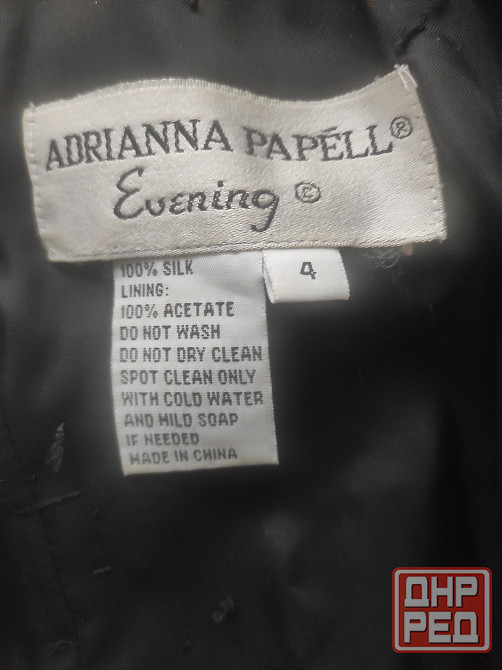 ADRIANNA PAPÉLL®
Evening ©
4
100% SILK
LINING:
100% ACETATE
DO NOT WASH
DO NOT DRY CLEAN
SPOT CLEAN ONLY
WITH COLD WATER
AND MILD SOAP
IF NEEDED
MADE IN CHINA
ДНР
РЕД